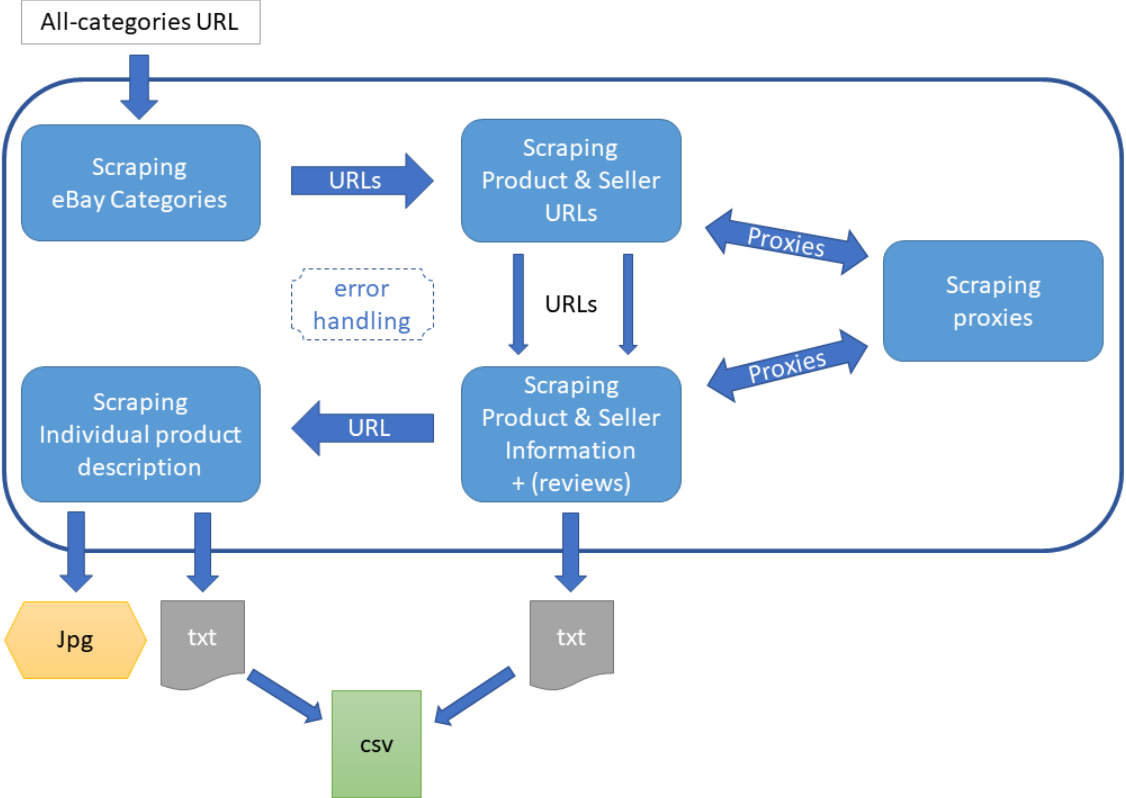 All-categories URL
Scraping
eBay Categories
URLs
Scraping
Product & Seller
URLs
Proxies
Scraping
proxies
error
handling
URLs
Proxies
Scraping
Individual product
description
URL
Scraping
Product & Seller
Information
+ (reviews)
Jpg
txt
txt
csv